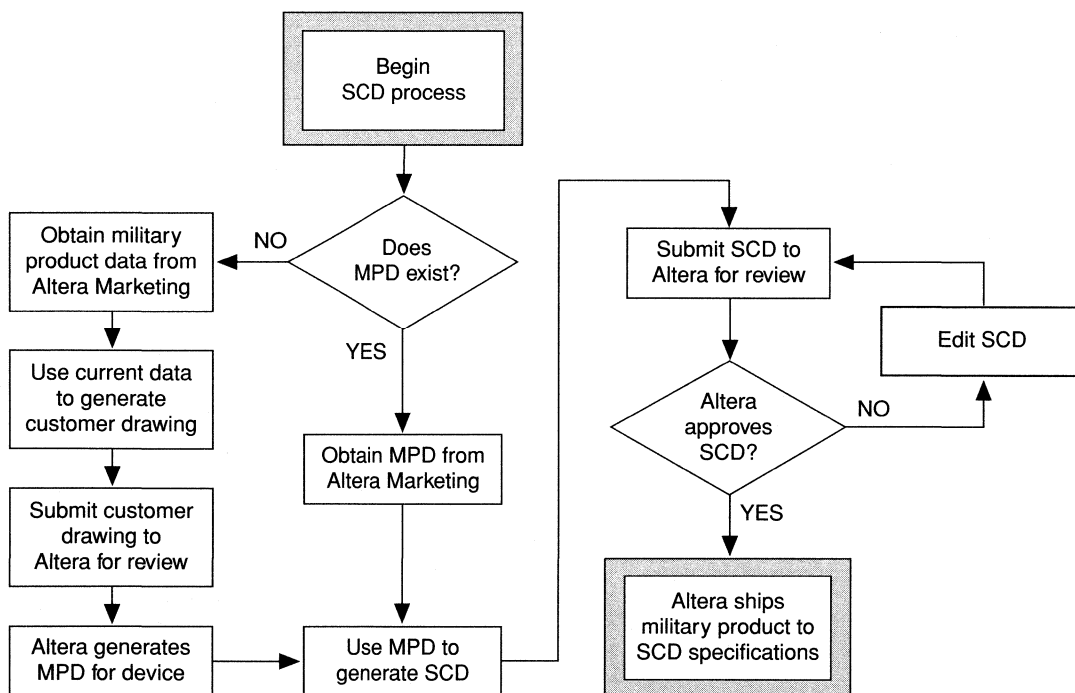 Begin
SCD process
Does
MPD exist?
NO
YES
Obtain military
product data from
Altera Marketing
Use current data
to generate
customer drawing
Submit customer
drawing to
Altera for review
Altera generates
MPD for device
Obtain MPD from
Altera Marketing
Use MPD to
generate SCD
Submit SCD to
Altera for review
Altera
approves
SCD?
NO
Edit SCD
YES
Altera ships
military product to
SCD specifications